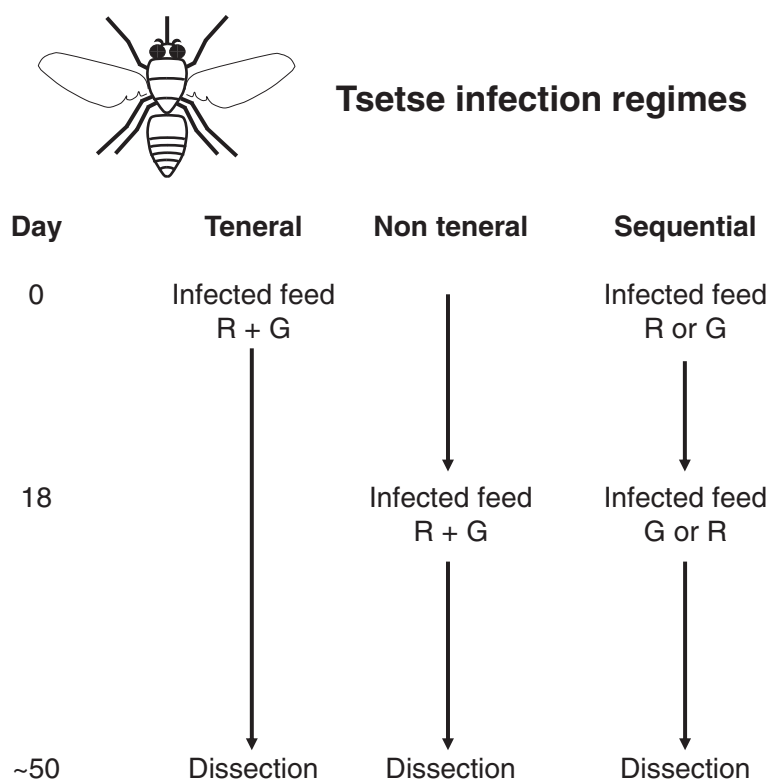 Tsetse infection regimes
Day Teneral Non teneral Sequential
0 Infected feed Infected feed
R + G R or G
18 Infected feed Infected feed
R + G G or R
~50 Dissection Dissection Dissection